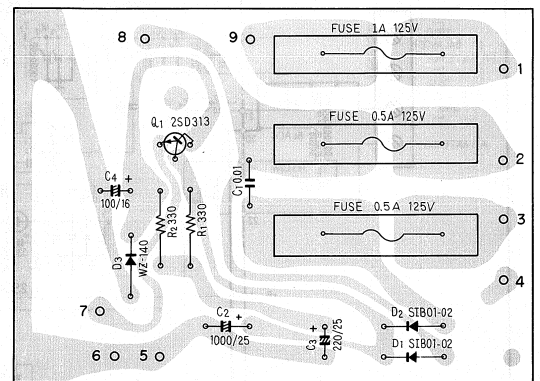 FUSE 1A 125V
8
9
1
Q1 2SD313
FUSE 0.5A 125V
2
C4
+
100/16
C1 0.01
R2 330
R1 330
FUSE 0.5A 125V
3
D3
WZ-140
4
7
C2
+
1000/25
C3
+
220/25
D2 SIB01-02
D1 SIB01-02
6
5